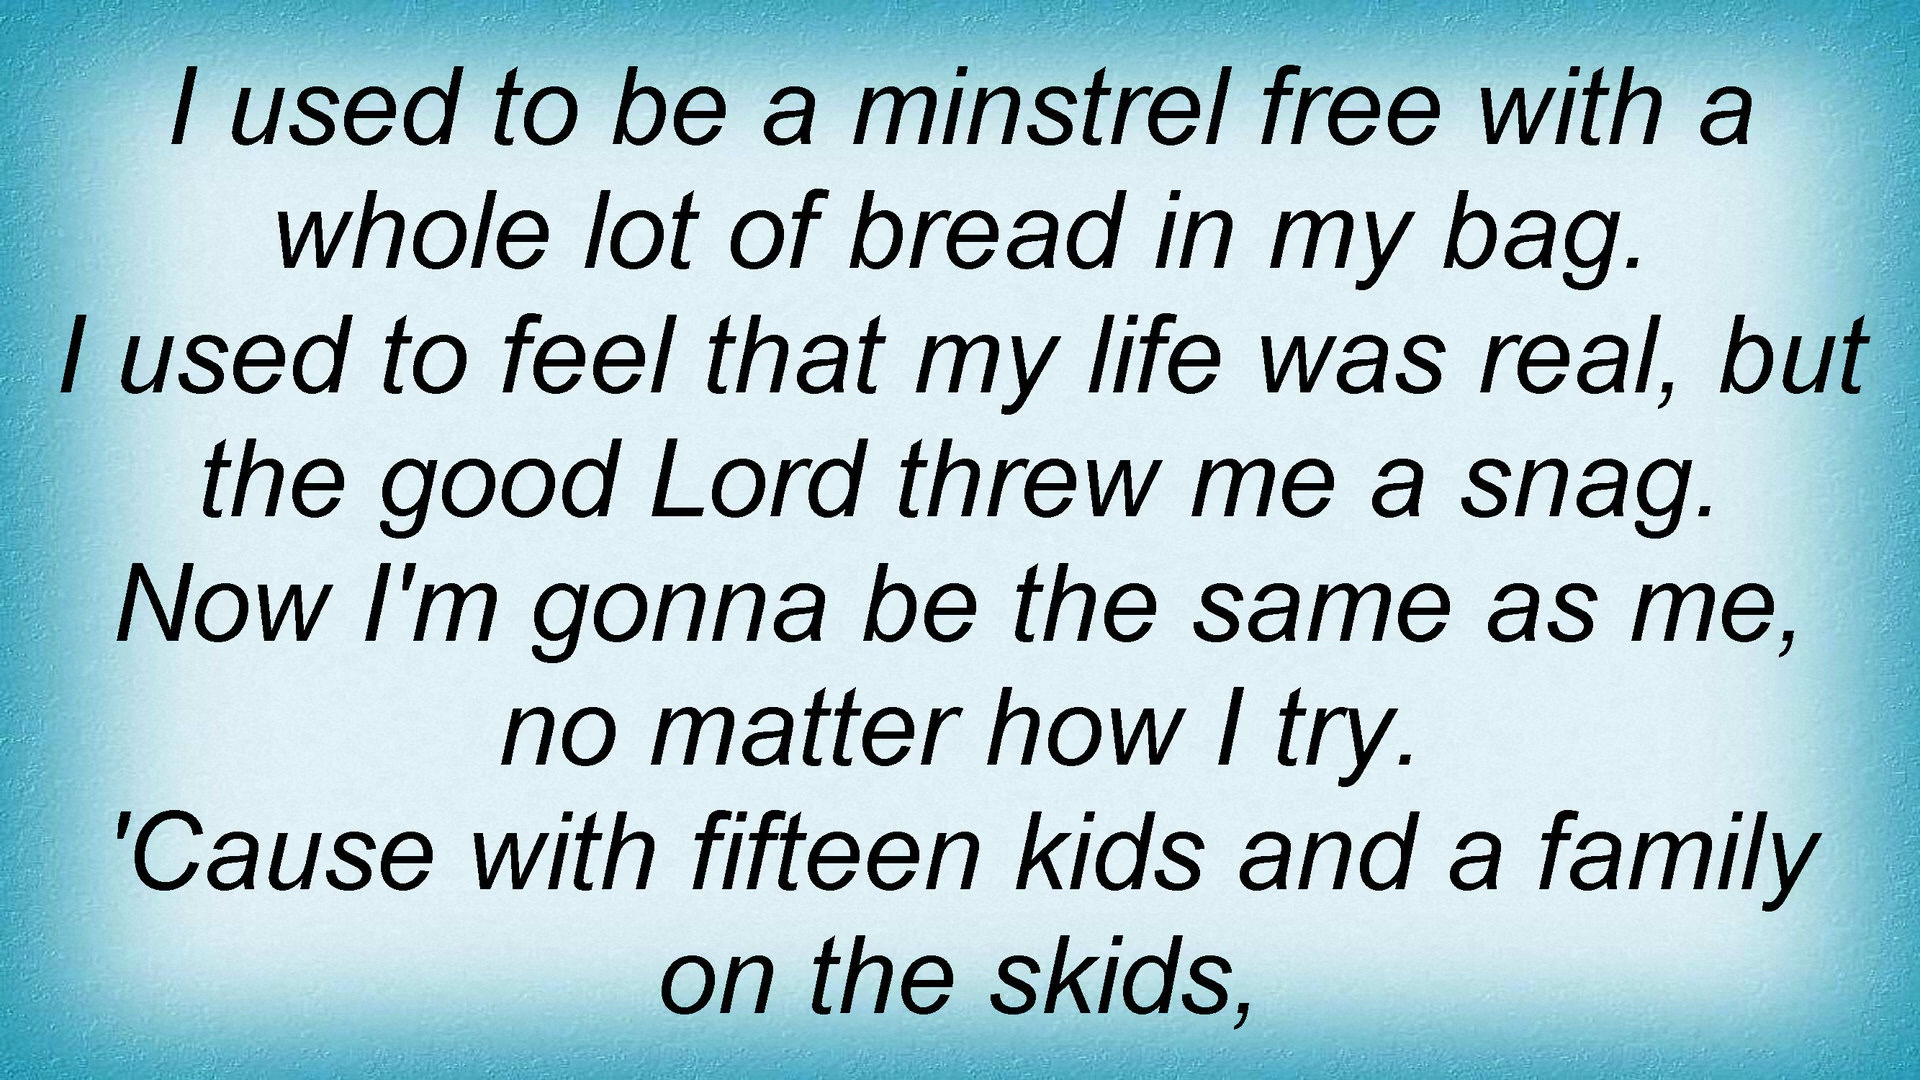 I used to be a minstrel free with a
whole lot of bread in my bag.
I used to feel that my life was real, but
the good Lord threw me a snag.
Now I'm gonna be the same as me,
no matter how I try.
'Cause with fifteen kids and a family
on the skids,